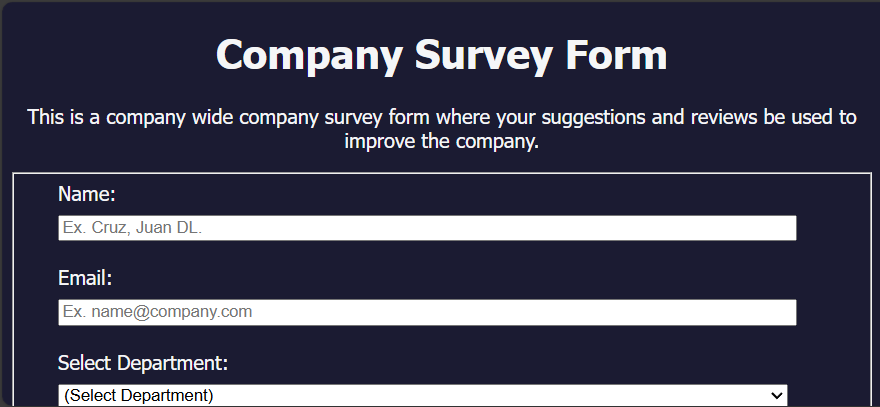 Company Survey Form
This is a company wide company survey form where your suggestions and reviews be used to
improve the company.
Name:
Ex. Cruz, Juan DL.
Email:
Ex. name@company.com
Select Department:
(Select Department)